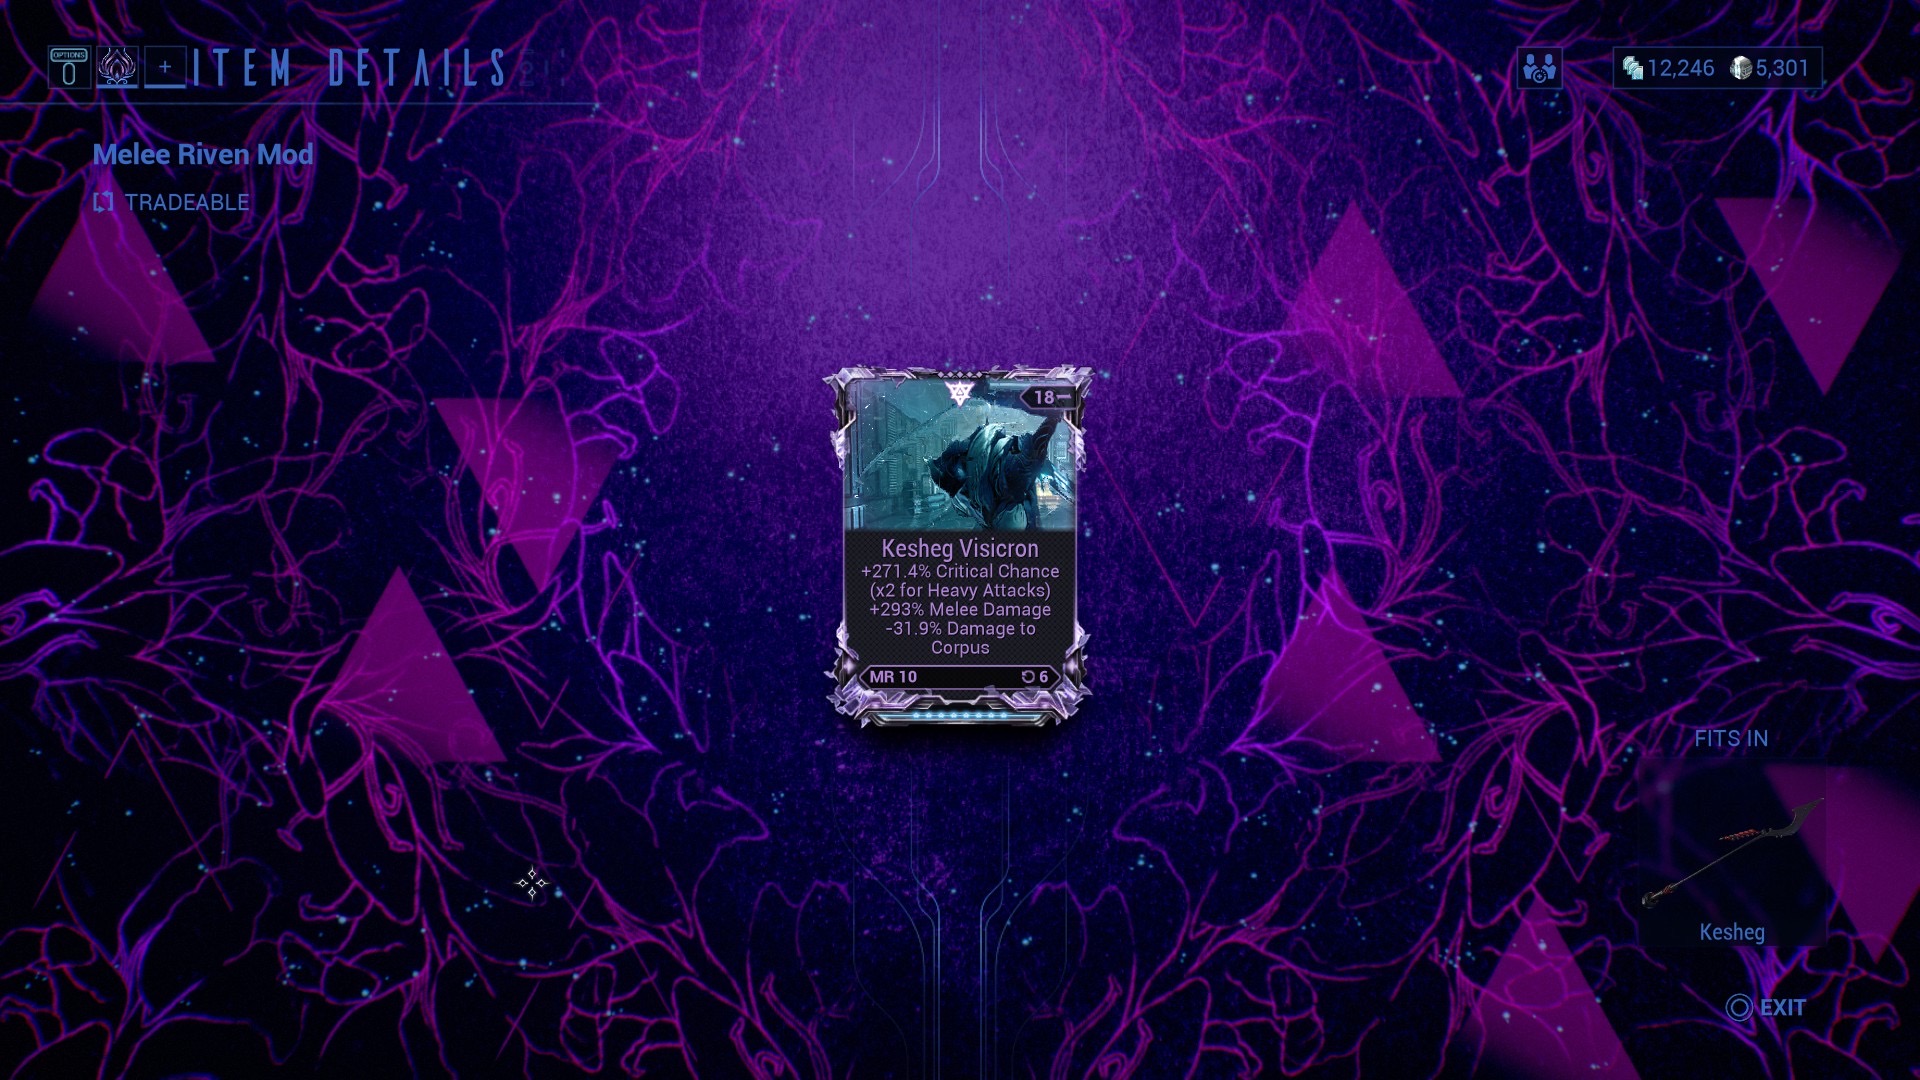 OPTIONS
ITEM DETAILS
12,246 5,301
Melee Riven Mod
TRADEABLE
18
Kesheg Visicron
+271.4% Critical Chance
(x2 for Heavy Attacks)
+293% Melee Damage
-31.9% Damage to
Corpus
MR 10 6
FITS IN
Kesheg
EXIT